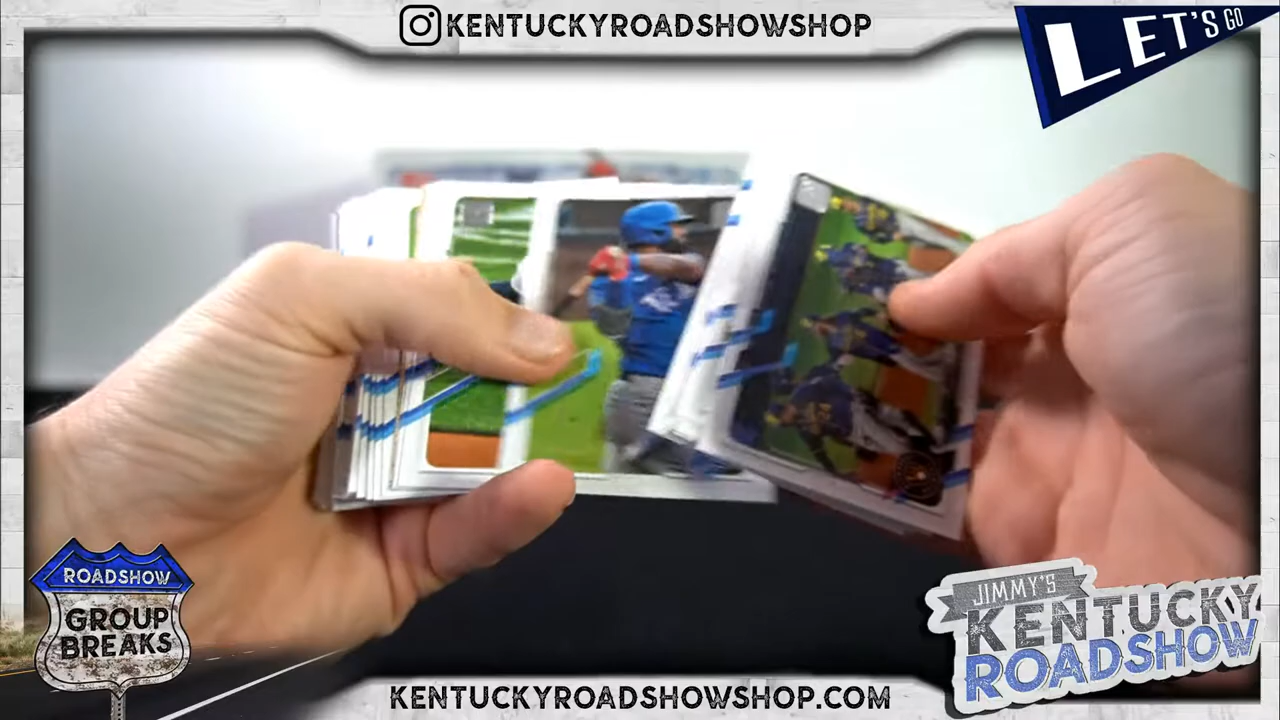 KENTUCKYROADSHOWSHOP
LET'S GO
ROADSHOW
GROUP
BREAKS
JIMMY'S
KENTUCKY
ROADSHOW
KENTUCKYROADSHOWSHOP.COM